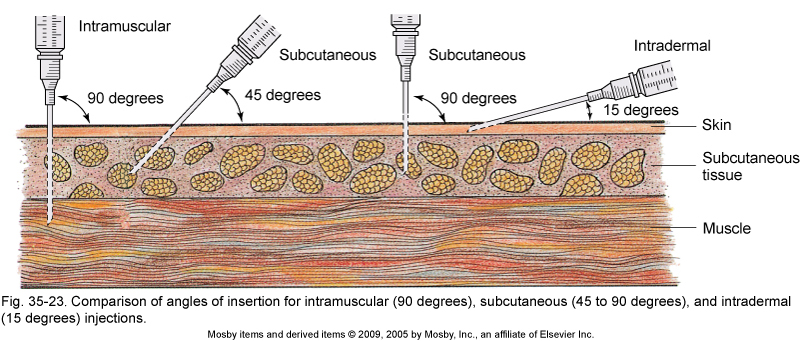 Intramuscular
Subcutaneous
Subcutaneous
Intradermal
90 degrees
45 degrees
90 degrees
15 degrees
Skin
Subcutaneous
tissue
Muscle
Fig. 35-23. Comparison of angles of insertion for intramuscular (90 degrees), subcutaneous (45 to 90 degrees), and intradermal
(15 degrees) injections.
Mosby items and derived items © 2009, 2005 by Mosby, Inc., an affiliate of Elsevier Inc.